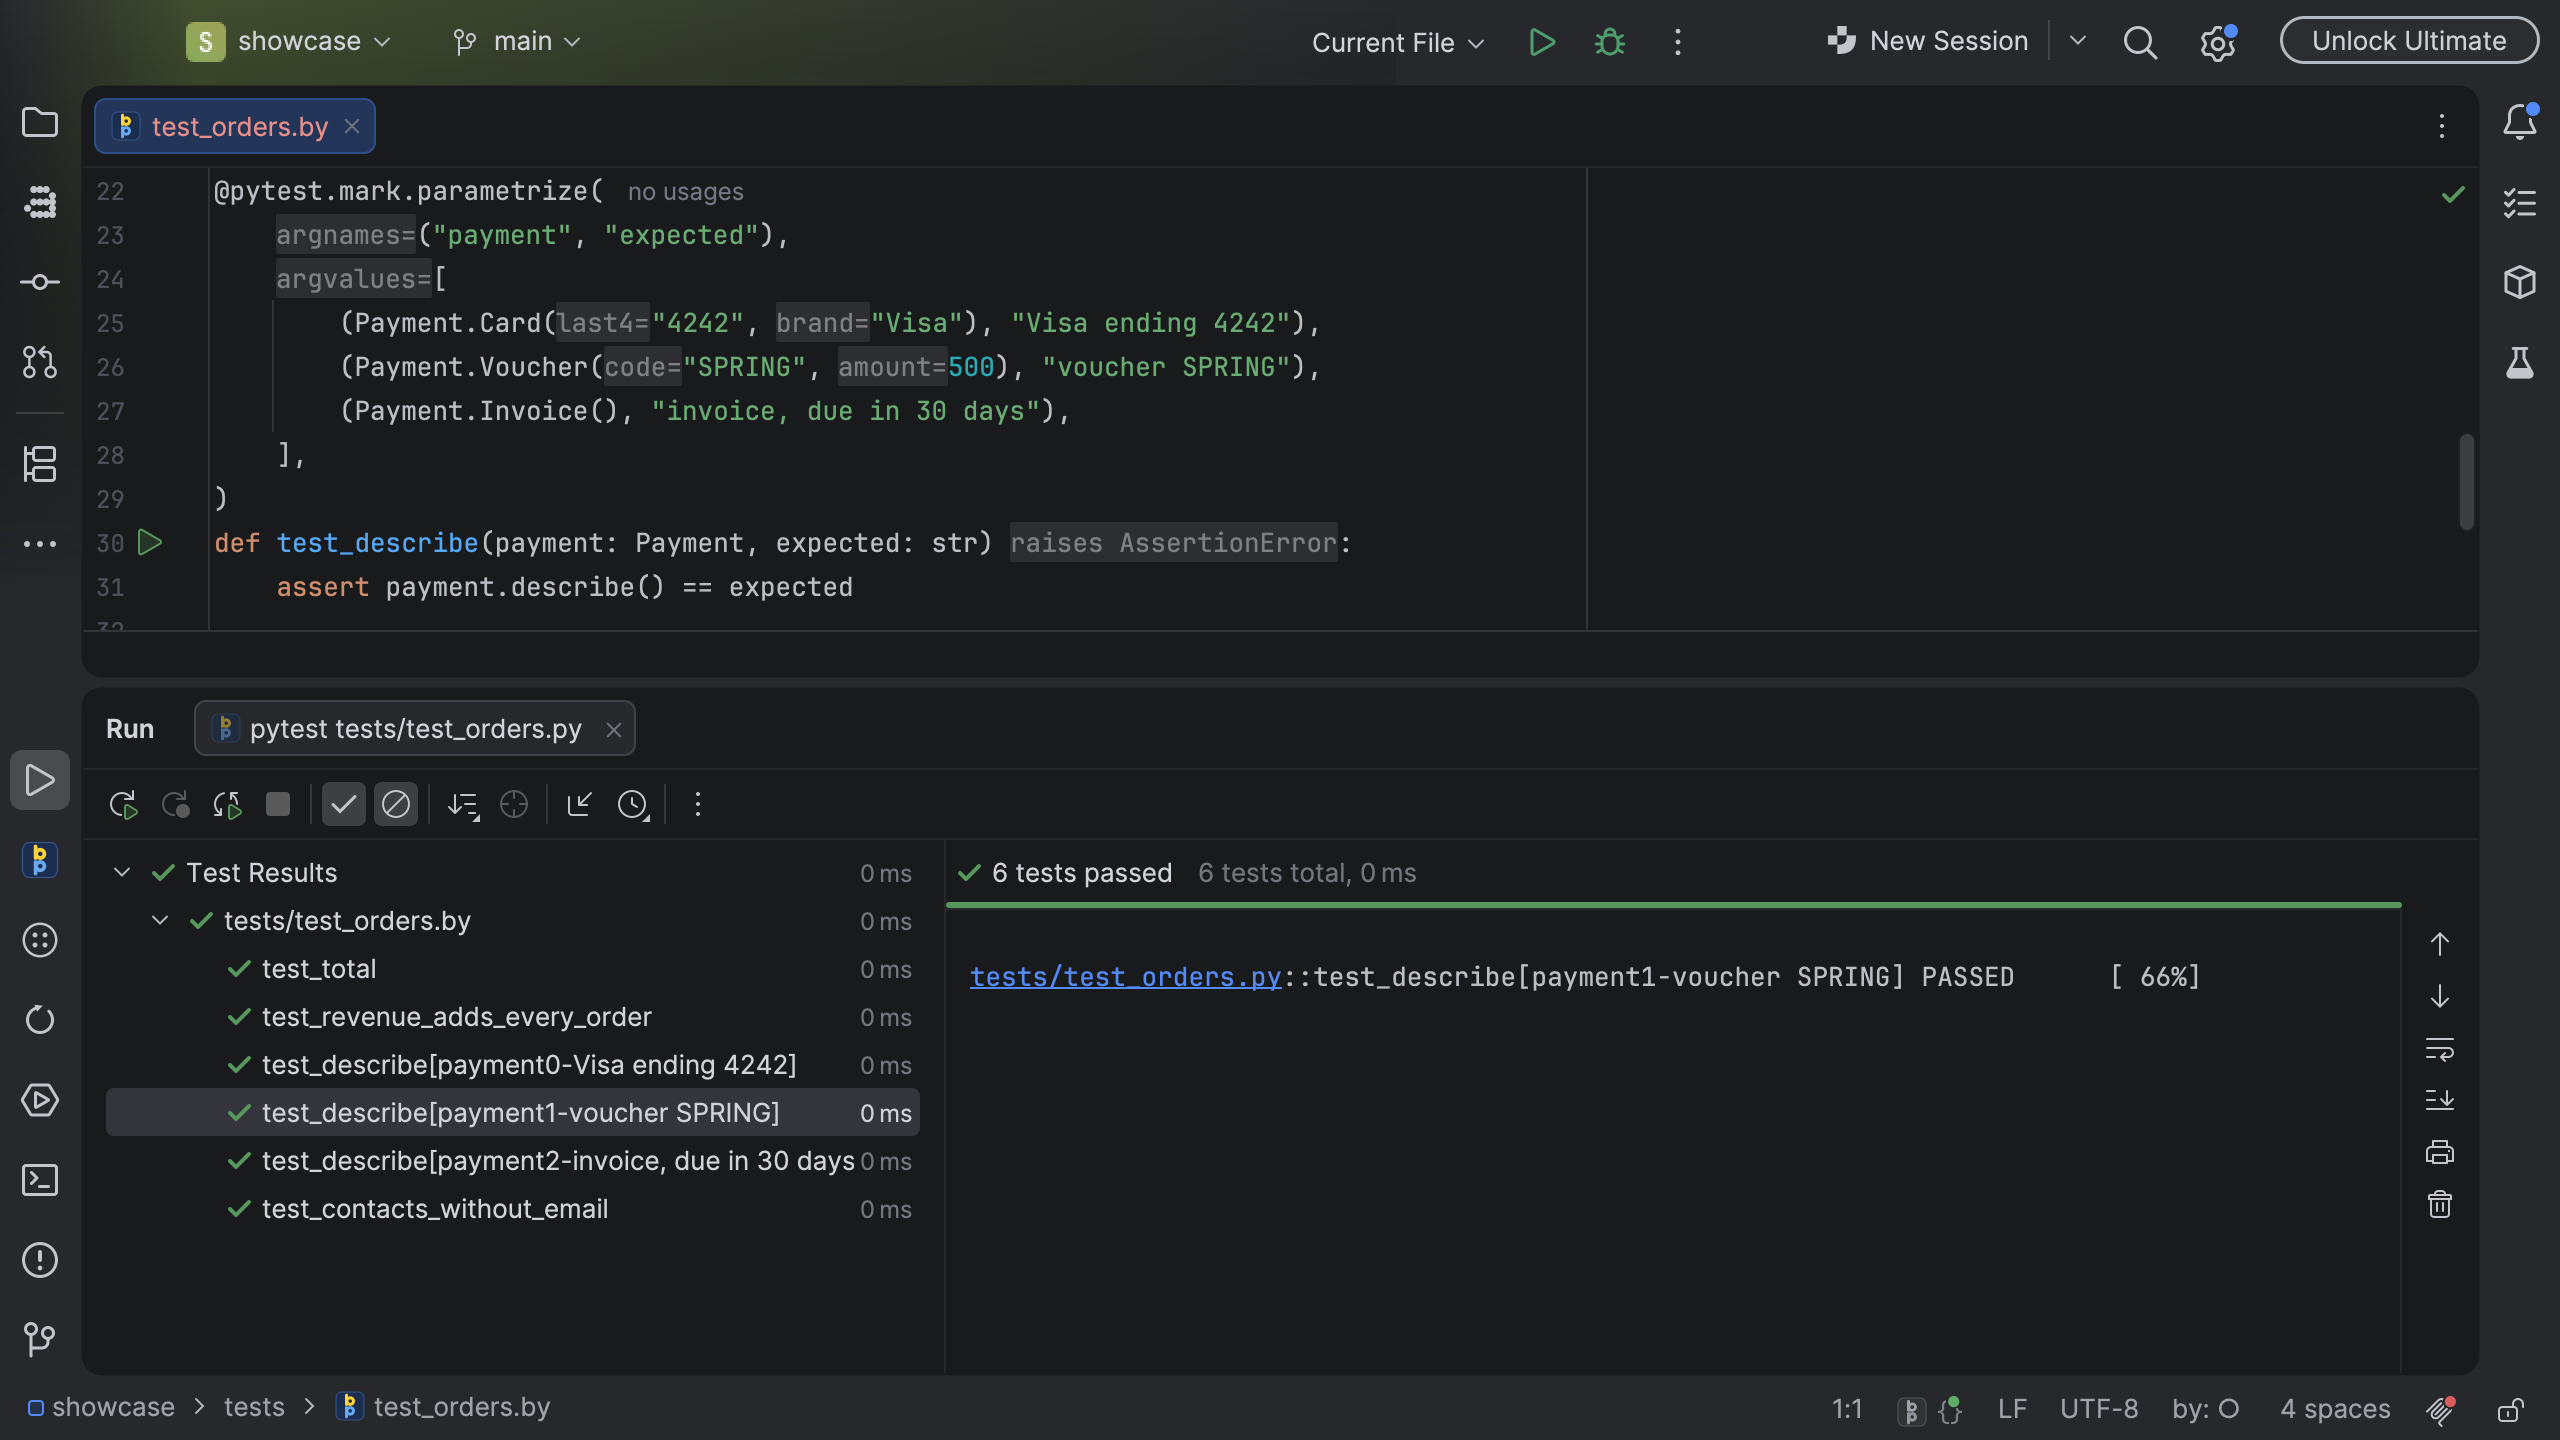 S showcase main Current File New Session Unlock Ultimate
test_orders.by
22 @pytest.mark.parametrize( no usages
23 argnames=("payment", "expected"),
24 argvalues=[
25 (Payment.Card(last4="4242", brand="Visa"), "Visa ending 4242"),
26 (Payment.Voucher(code="SPRING", amount=500), "voucher SPRING"),
27 (Payment.Invoice(), "invoice, due in 30 days"),
28 ],
29 )
30 def test_describe(payment: Payment, expected: str) raises AssertionError:
31 assert payment.describe() == expected
32
Run pytest tests/test_orders.py
Test Results 0 ms
tests/test_orders.by 0 ms
test_total 0 ms
test_revenue_adds_every_order 0 ms
test_describe[payment0-Visa ending 4242] 0 ms
test_describe[payment1-voucher SPRING] 0 ms
test_describe[payment2-invoice, due in 30 days 0 ms
test_contacts_without_email 0 ms
6 tests passed 6 tests total, 0 ms
tests/test_orders.py::test_describe[payment1-voucher SPRING] PASSED [ 66%]
showcase > tests > test_orders.by 1:1 bp {} LF UTF-8 by: O 4 spaces